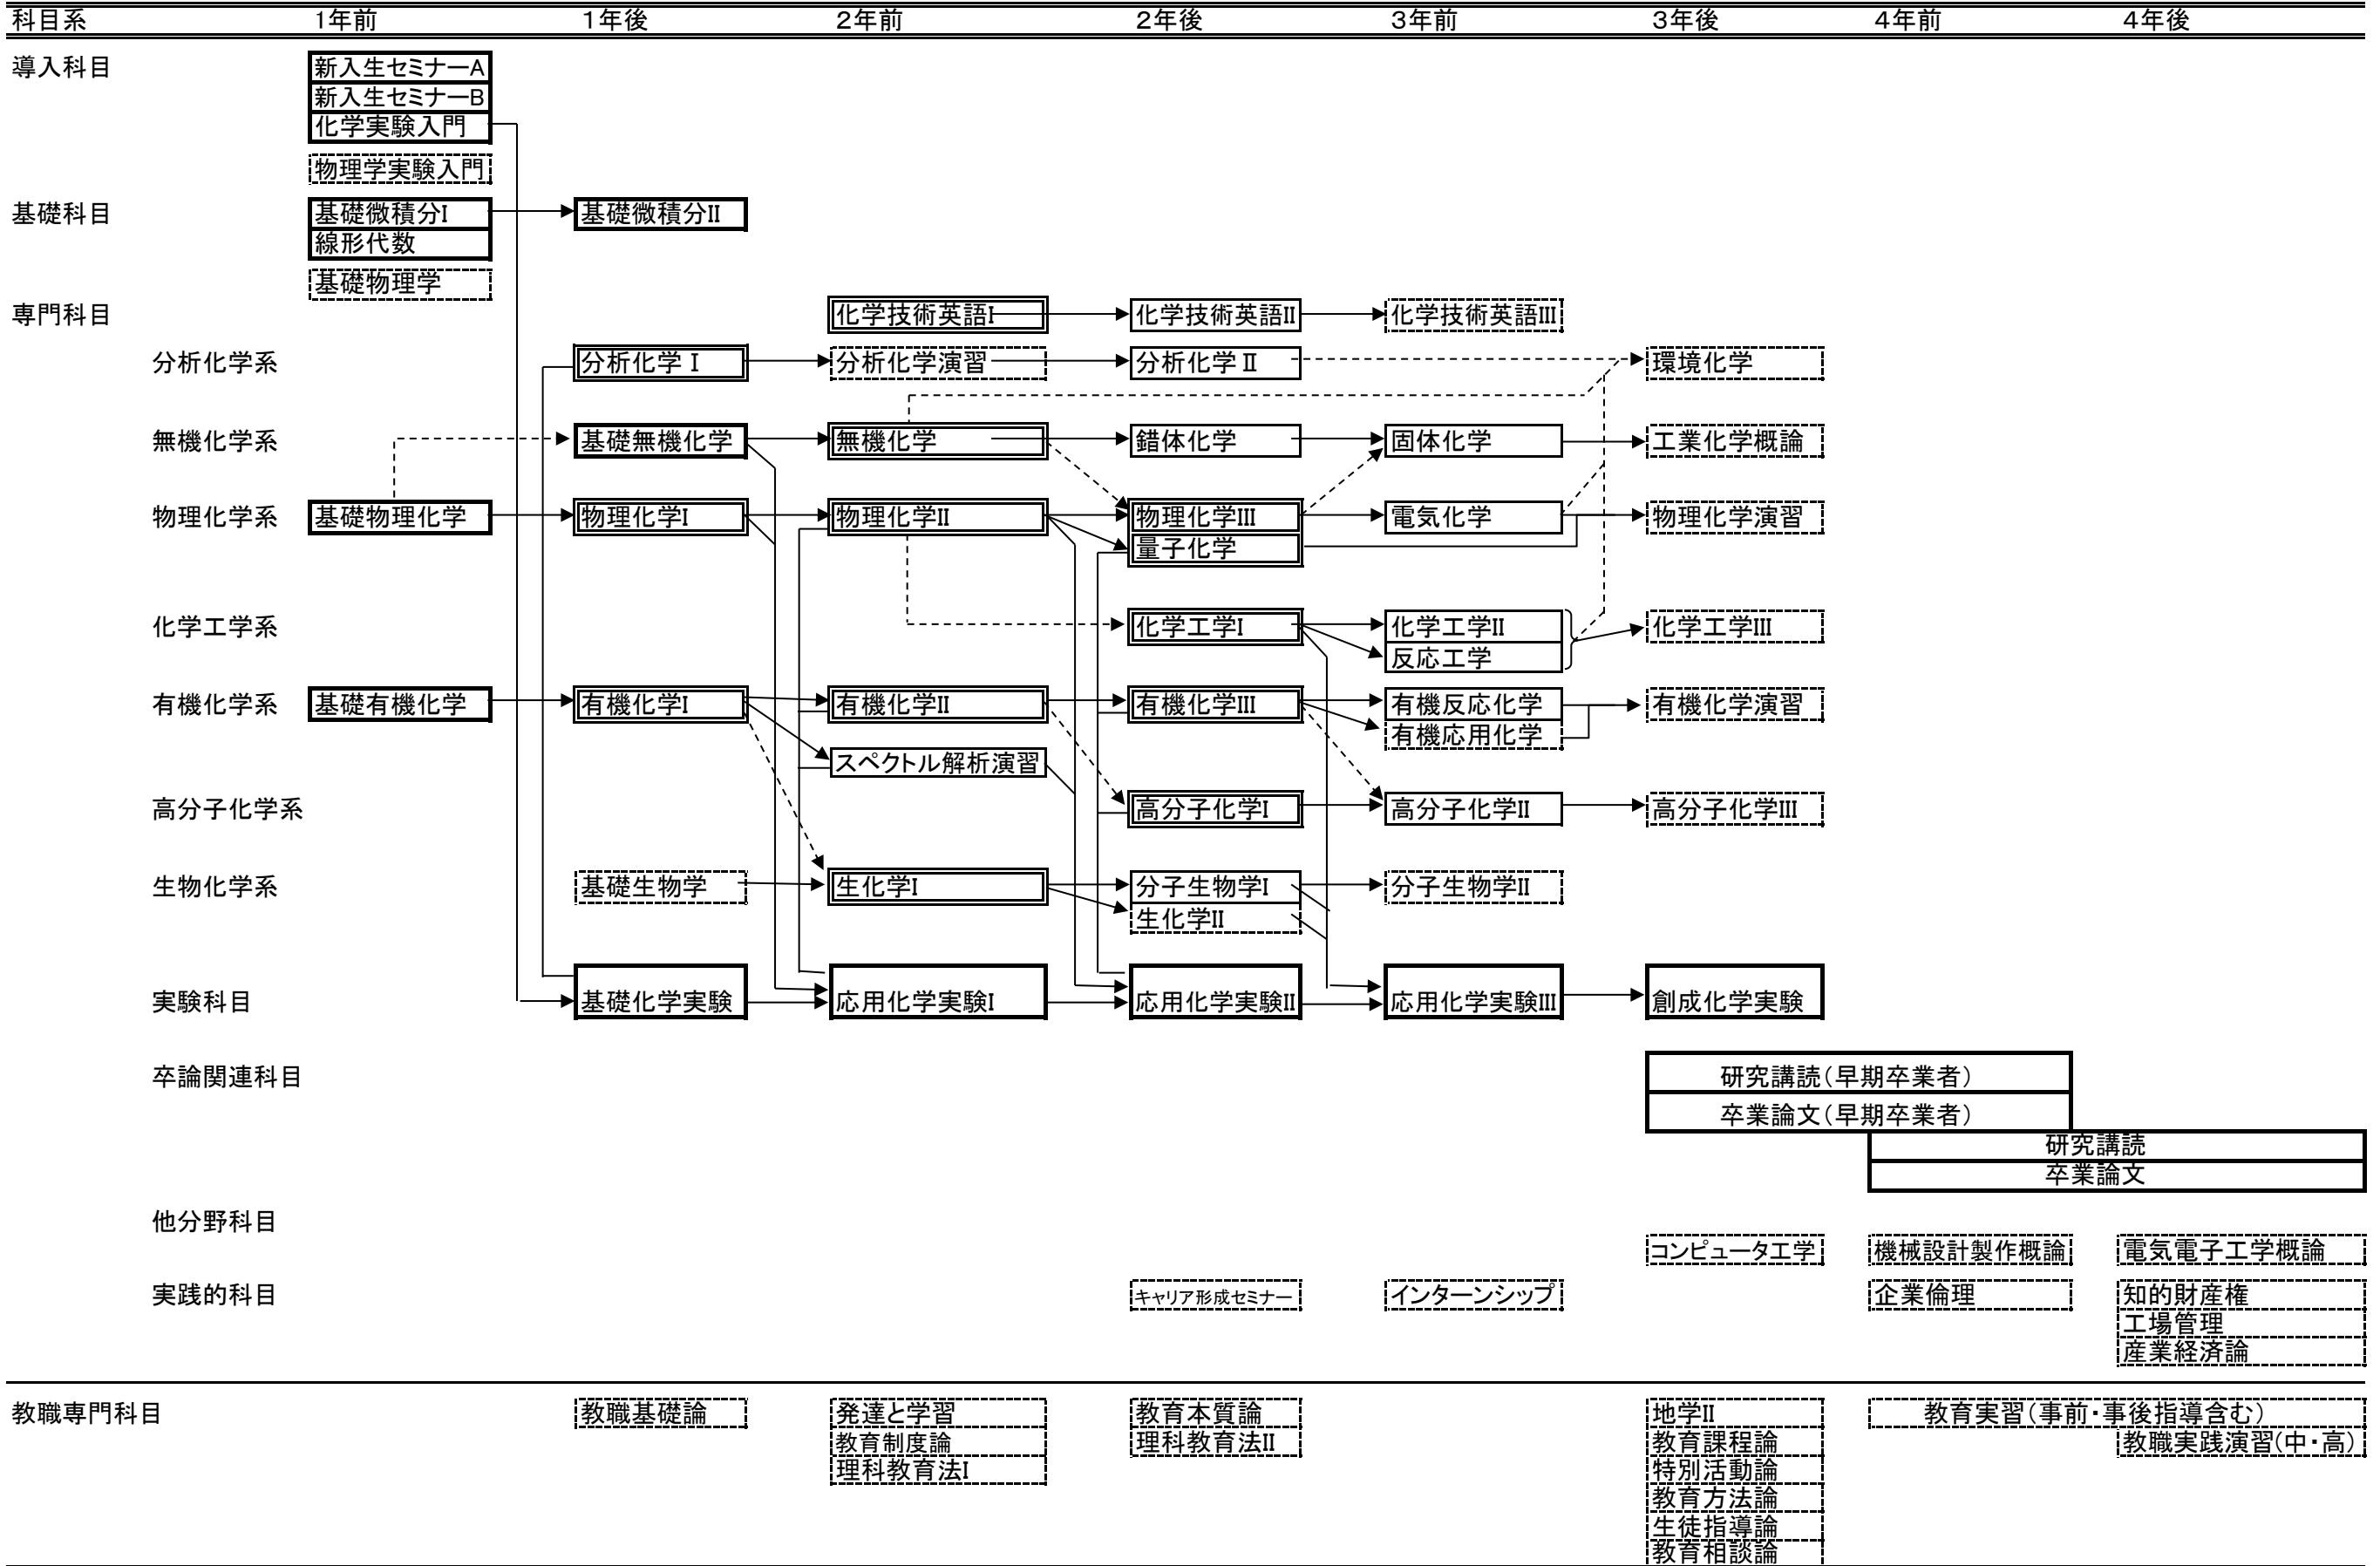 科目系 1年前 1年後 2年前 2年後 3年前 3年後 4年前 4年後
導入科目 新入生セミナーA
新入生セミナーB
化学実験入門
物理学実験入門
基礎科目 基礎微積分I 基礎微積分II
線形代数
基礎物理学
専門科目 化学技術英語I 化学技術英語II 化学技術英語III
分析化学系 分析化学 I 分析化学演習 分析化学 II 環境化学
無機化学系 基礎無機化学 無機化学 錯体化学 固体化学 工業化学概論
物理化学系 基礎物理化学 物理化学I 物理化学II 物理化学III 電気化学 物理化学演習
量子化学
化学工学系 化学工学I 化学工学II 化学工学III
反応工学
有機化学系 基礎有機化学 有機化学I 有機化学II 有機化学III 有機反応化学 有機化学演習
有機応用化学
スペクトル解析演習
高分子化学系 高分子化学I 高分子化学II 高分子化学III
生物化学系 基礎生物学 生化学I 分子生物学I 分子生物学II
生化学II
実験科目 基礎化学実験 応用化学実験I 応用化学実験II 応用化学実験III 創成化学実験
卒論関連科目 研究講読(早期卒業者)
卒業論文(早期卒業者)
研究講読
卒業論文
他分野科目
コンピュータ工学 機械設計製作概論 電気電子工学概論
実践的科目 キャリア形成セミナー インターンシップ 企業倫理 知的財産権
工場管理
産業経済論
教職専門科目 教職基礎論 発達と学習 教育本質論 地学II 教育実習(事前・事後指導含む)
教育制度論 理科教育法II 教育課程論 教職実践演習(中・高)
理科教育法I 特別活動論
教育方法論
生徒指導論
教育相談論